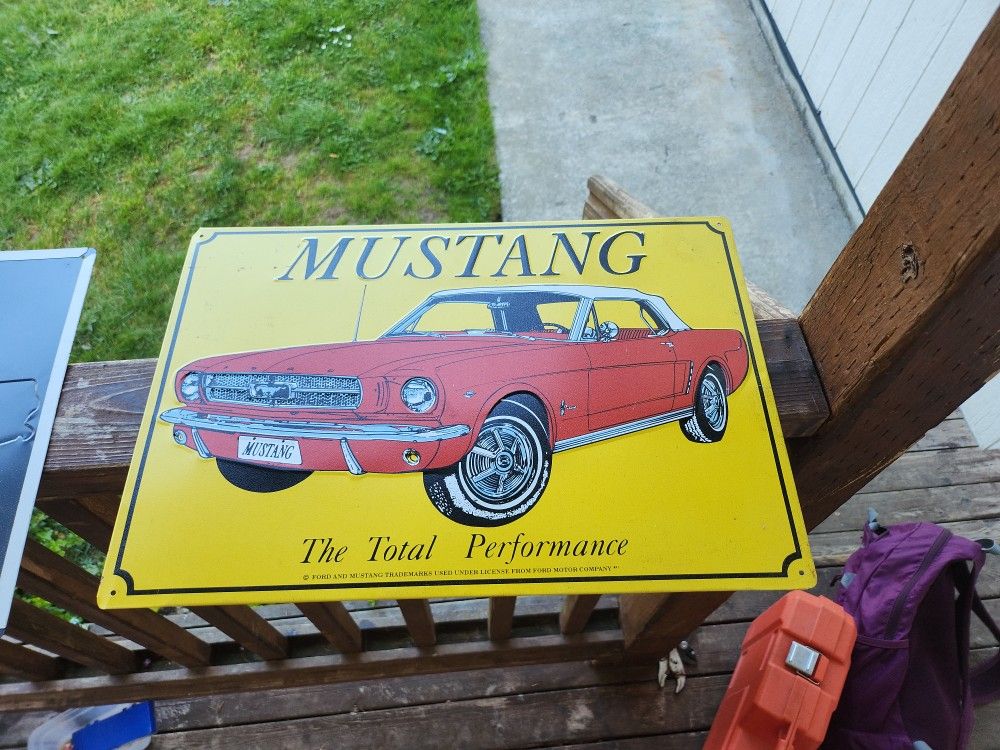 MUSTANG
MUSTANG
The Total Performance
© FORD AND MUSTANG TRADEMARKS USED UNDER LICENSE FROM FORD MOTOR COMPANY